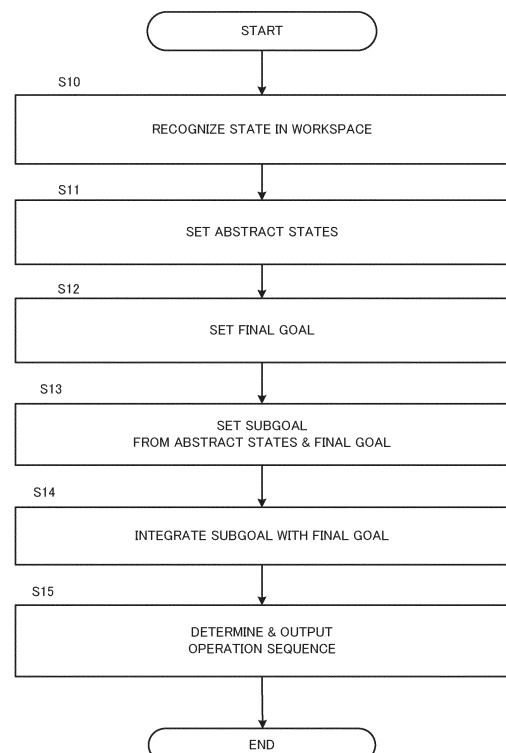 START
S10
RECOGNIZE STATE IN WORKSPACE
S11
SET ABSTRACT STATES
S12
SET FINAL GOAL
S13
SET SUBGOAL
FROM ABSTRACT STATES & FINAL GOAL
S14
INTEGRATE SUBGOAL WITH FINAL GOAL
S15
DETERMINE & OUTPUT
OPERATION SEQUENCE
END